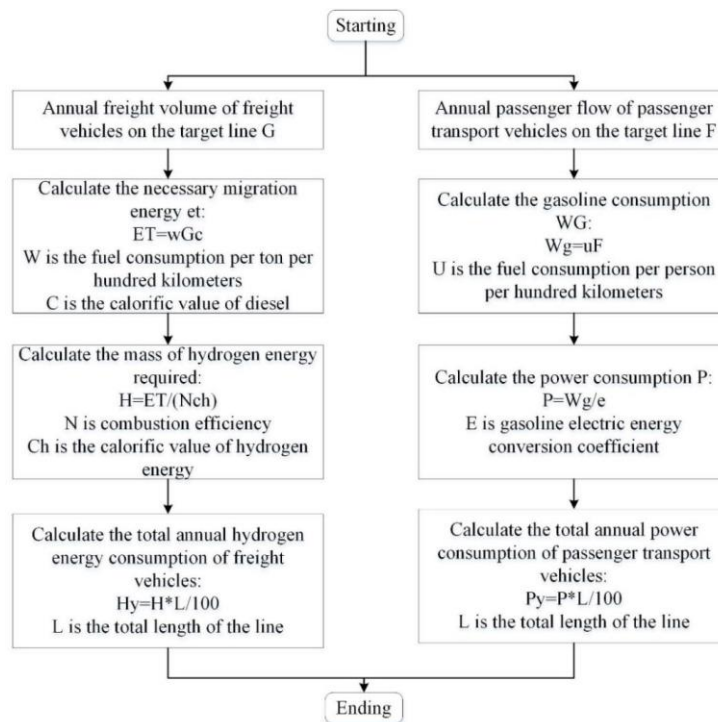 Starting
Annual freight volume of freight
vehicles on the target line G
Calculate the necessary migration
energy et:
ET=wGc
W is the fuel consumption per ton per
hundred kilometers
C is the calorific value of diesel
Calculate the mass of hydrogen energy
required:
H=ET/(Nch)
N is combustion efficiency
Ch is the calorific value of hydrogen
energy
Calculate the total annual hydrogen
energy consumption of freight
vehicles:
Hy=H*L/100
L is the total length of the line
Annual passenger flow of passenger
transport vehicles on the target line F
Calculate the gasoline consumption
WG:
Wg=uF
U is the fuel consumption per person
per hundred kilometers
Calculate the power consumption P:
P=Wg/e
E is gasoline electric energy
conversion coefficient
Calculate the total annual power
consumption of passenger transport
vehicles:
Py=P*L/100
L is the total length of the line
Ending